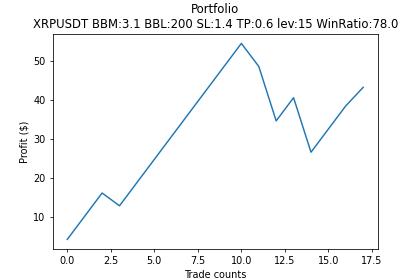 Portfolio
XRPUSDT BBM:3.1 BBL:200 SL:1.4 TP:0.6 lev:15 WinRatio:78.0
Profit ($)
50
40
30
20
10
0.0 2.5 5.0 7.5 10.0 12.5 15.0 17.5
Trade counts